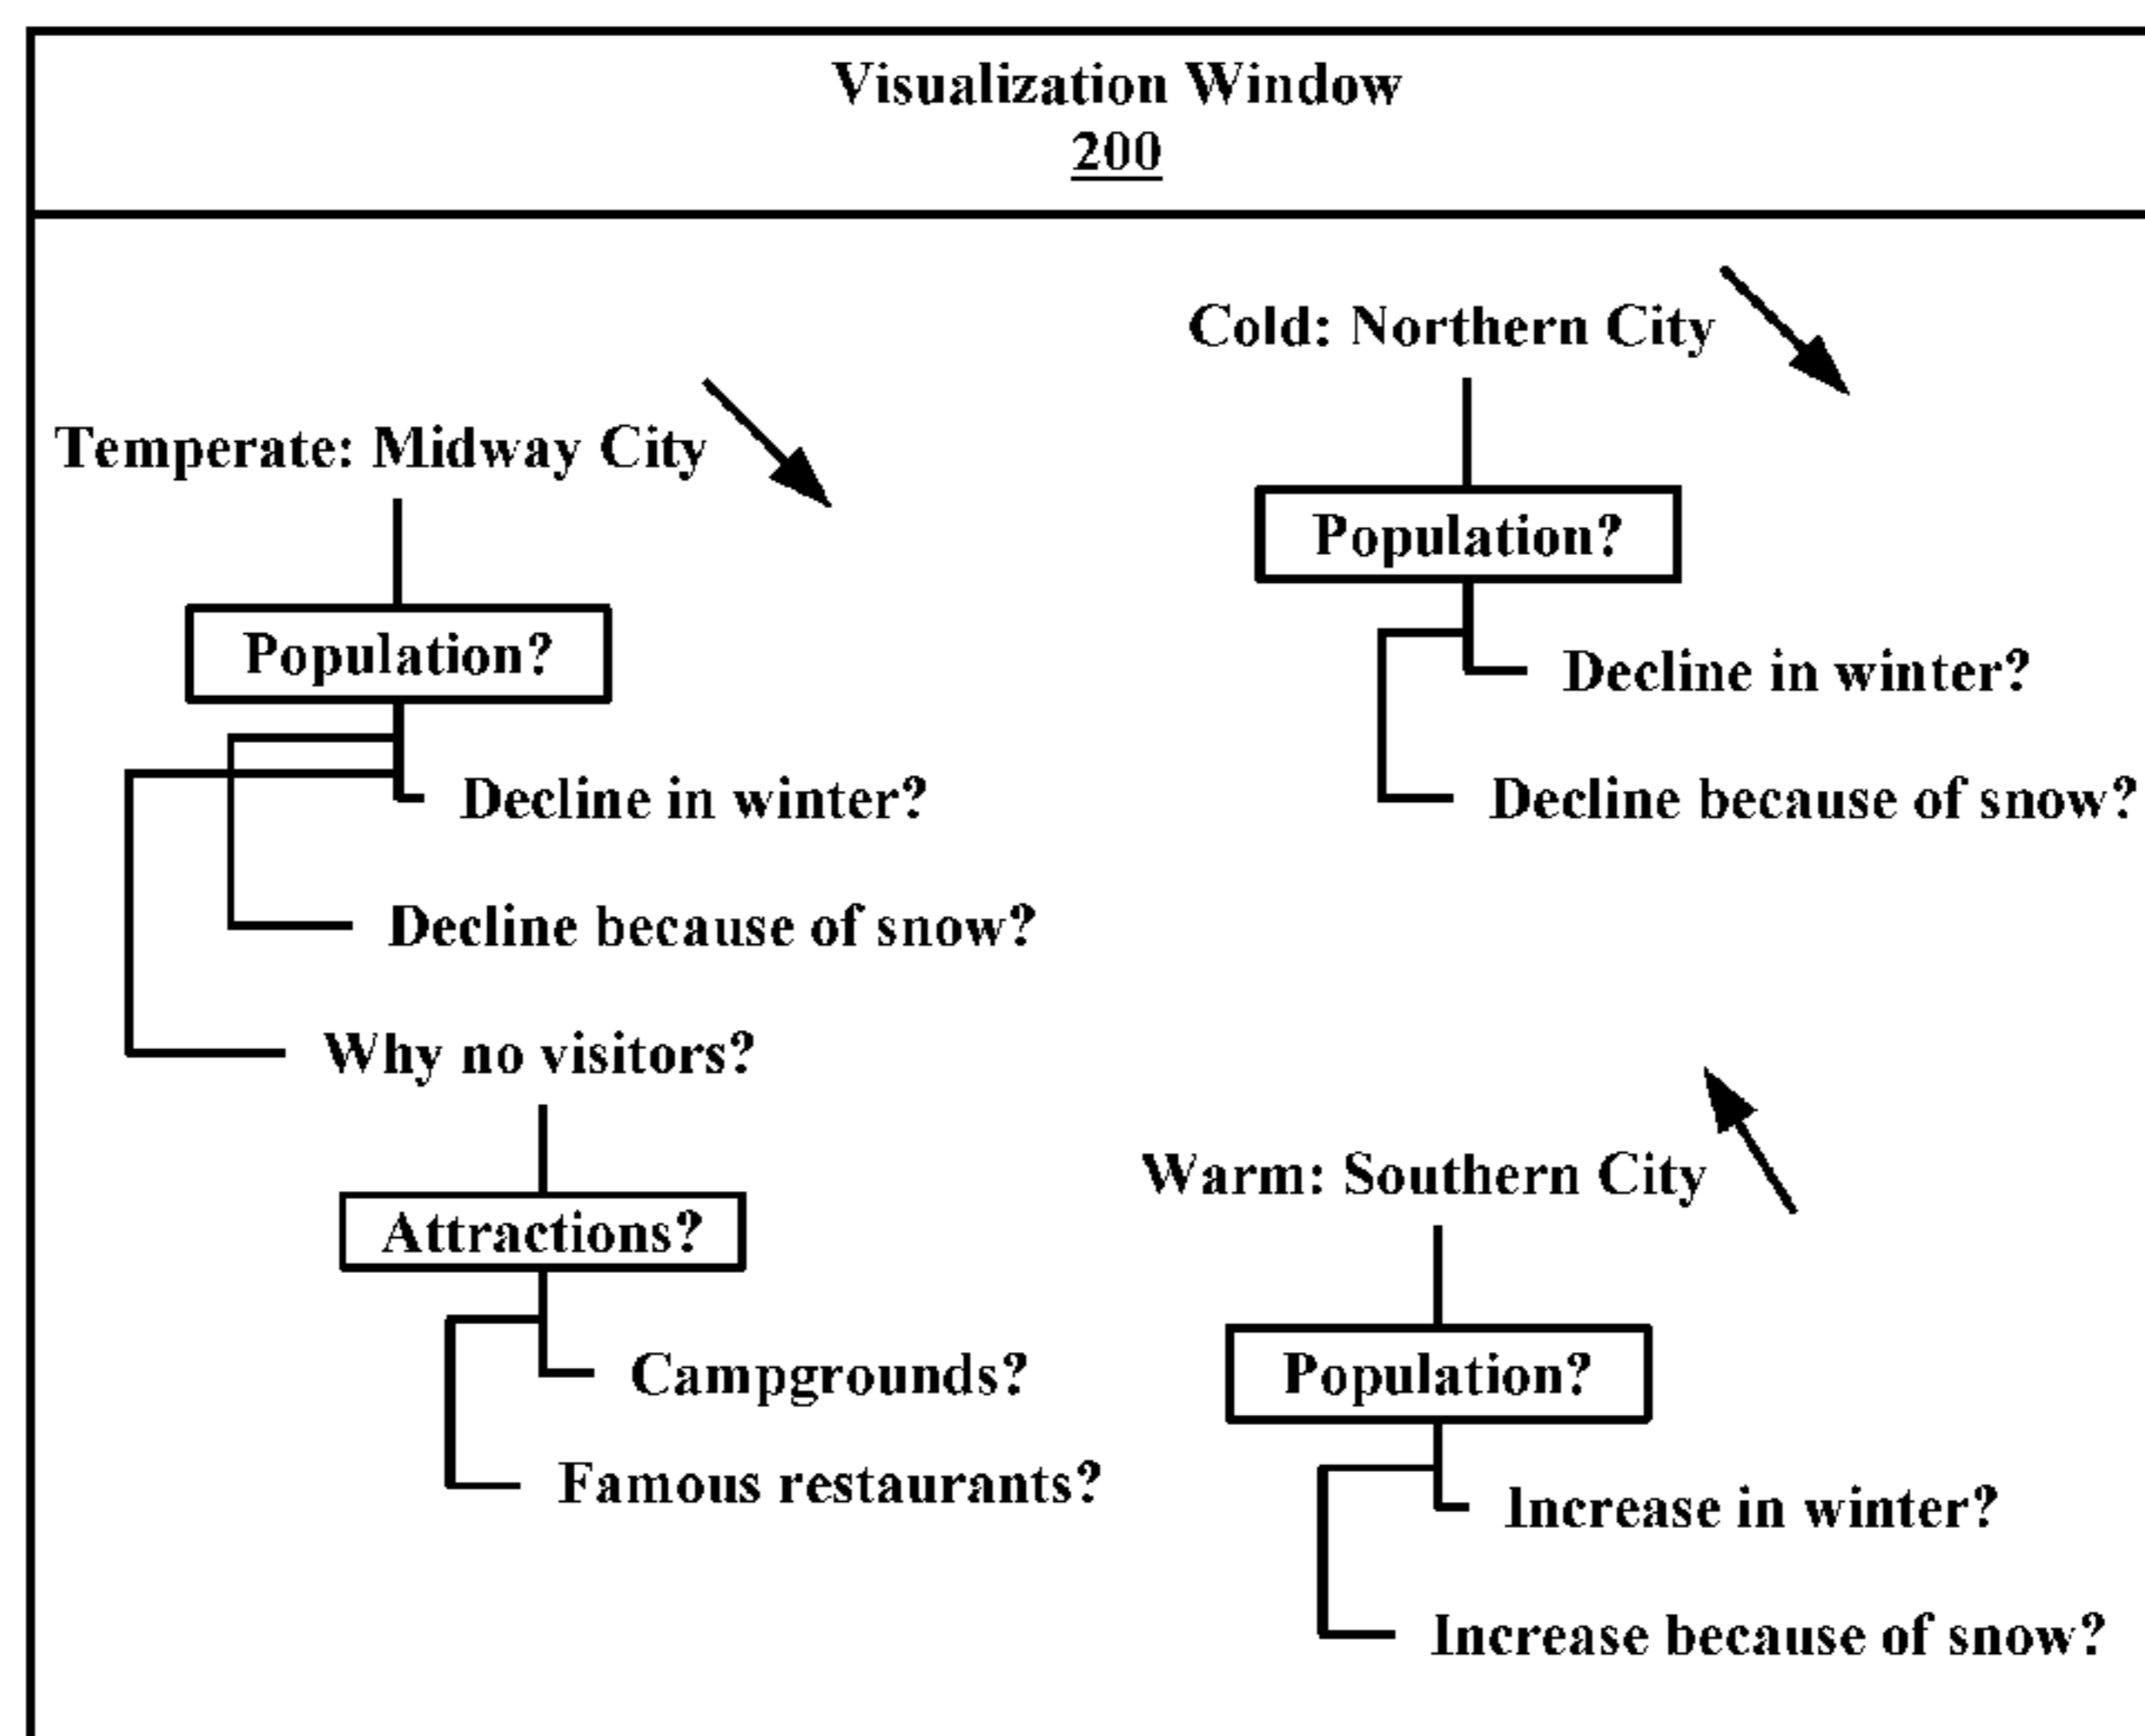 Visualization Window
200
Temperate: Midway City
Population?
Decline in winter?
Decline because of snow?
Why no visitors?
Attractions?
Campgrounds?
Famous restaurants?
Cold: Northern City
Population?
Decline in winter?
Decline because of snow?
Warm: Southern City
Population?
Increase in winter?
Increase because of snow?